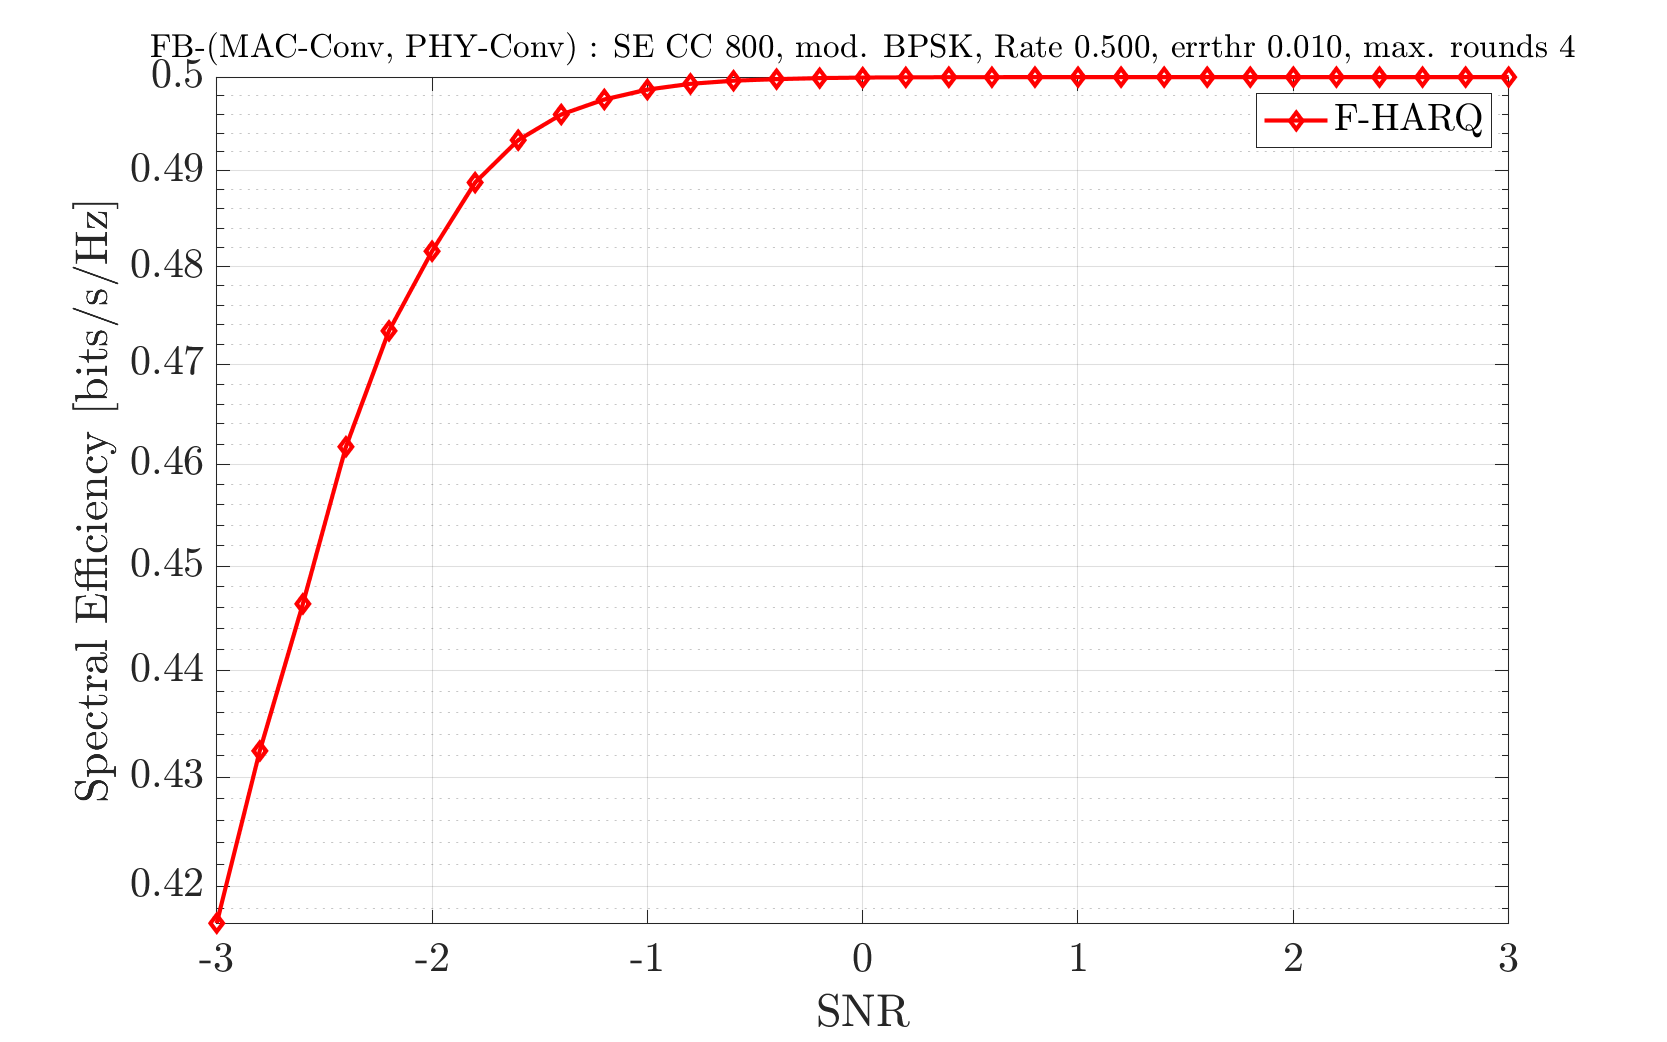 FB-(MAC-Conv, PHY-Conv) : SE CC 800, mod. BPSK, Rate 0.500, errthr 0.010, max. rounds 4
0.5
F-HARQ
0.49
0.48
0.47
0.46
0.45
0.44
0.43
0.42
Spectral Efficiency [bits/s/Hz]
-3 -2 -1 0 1 2 3
SNR